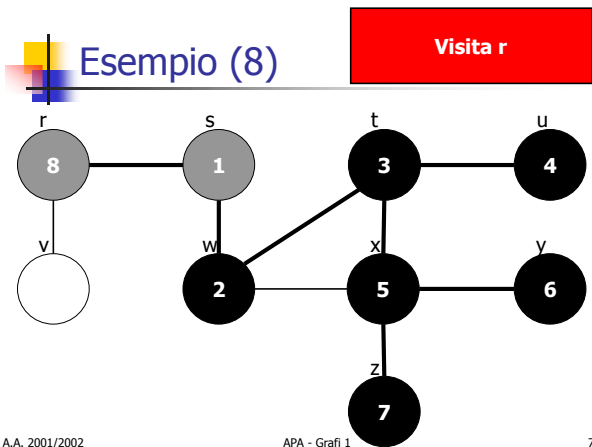 Esempio (8)
Visita r
r s t u
8 1 3 4
v w x y
2 5 6
z
7
A.A. 2001/2002 APA - Grafi 1 7